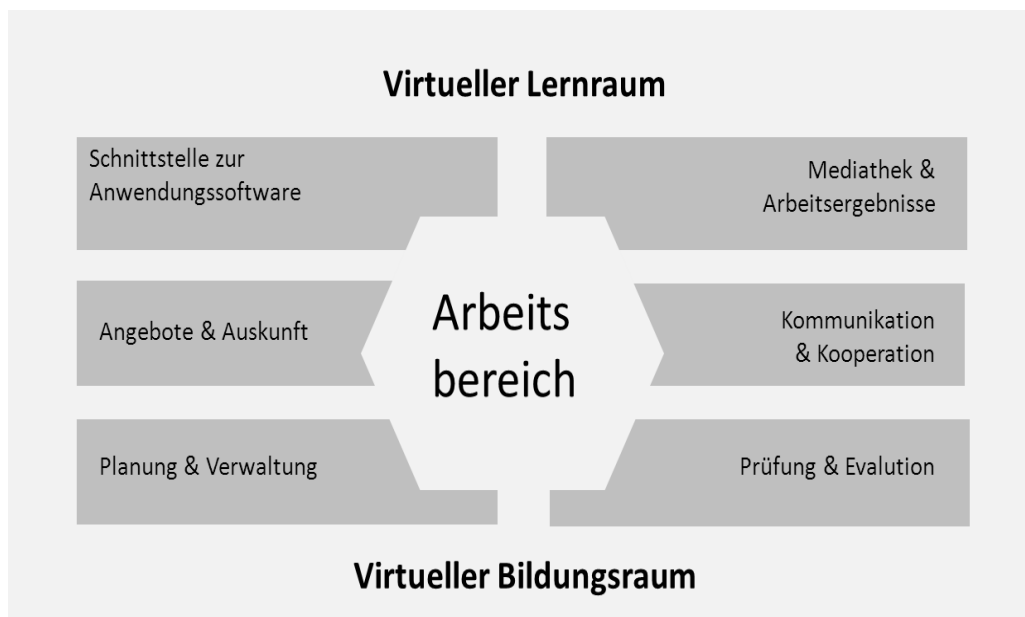 Virtueller Lernraum
Schnittstelle zur
Anwendungssoftware
Mediathek &
Arbeitsergebnisse
Angebote & Auskunft
Arbeits
bereich
Kommunikation
& Kooperation
Planung & Verwaltung
Prüfung & Evalution
Virtueller Bildungsraum